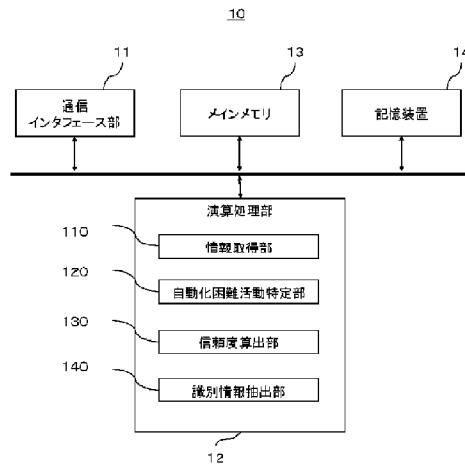 10
11
13
14
通信
インタフェース部
メインメモリ
記憶装置
演算処理部
110
情報取得部
120
自動化困難活動特定部
130
信頼度算出部
140
識別情報抽出部
12